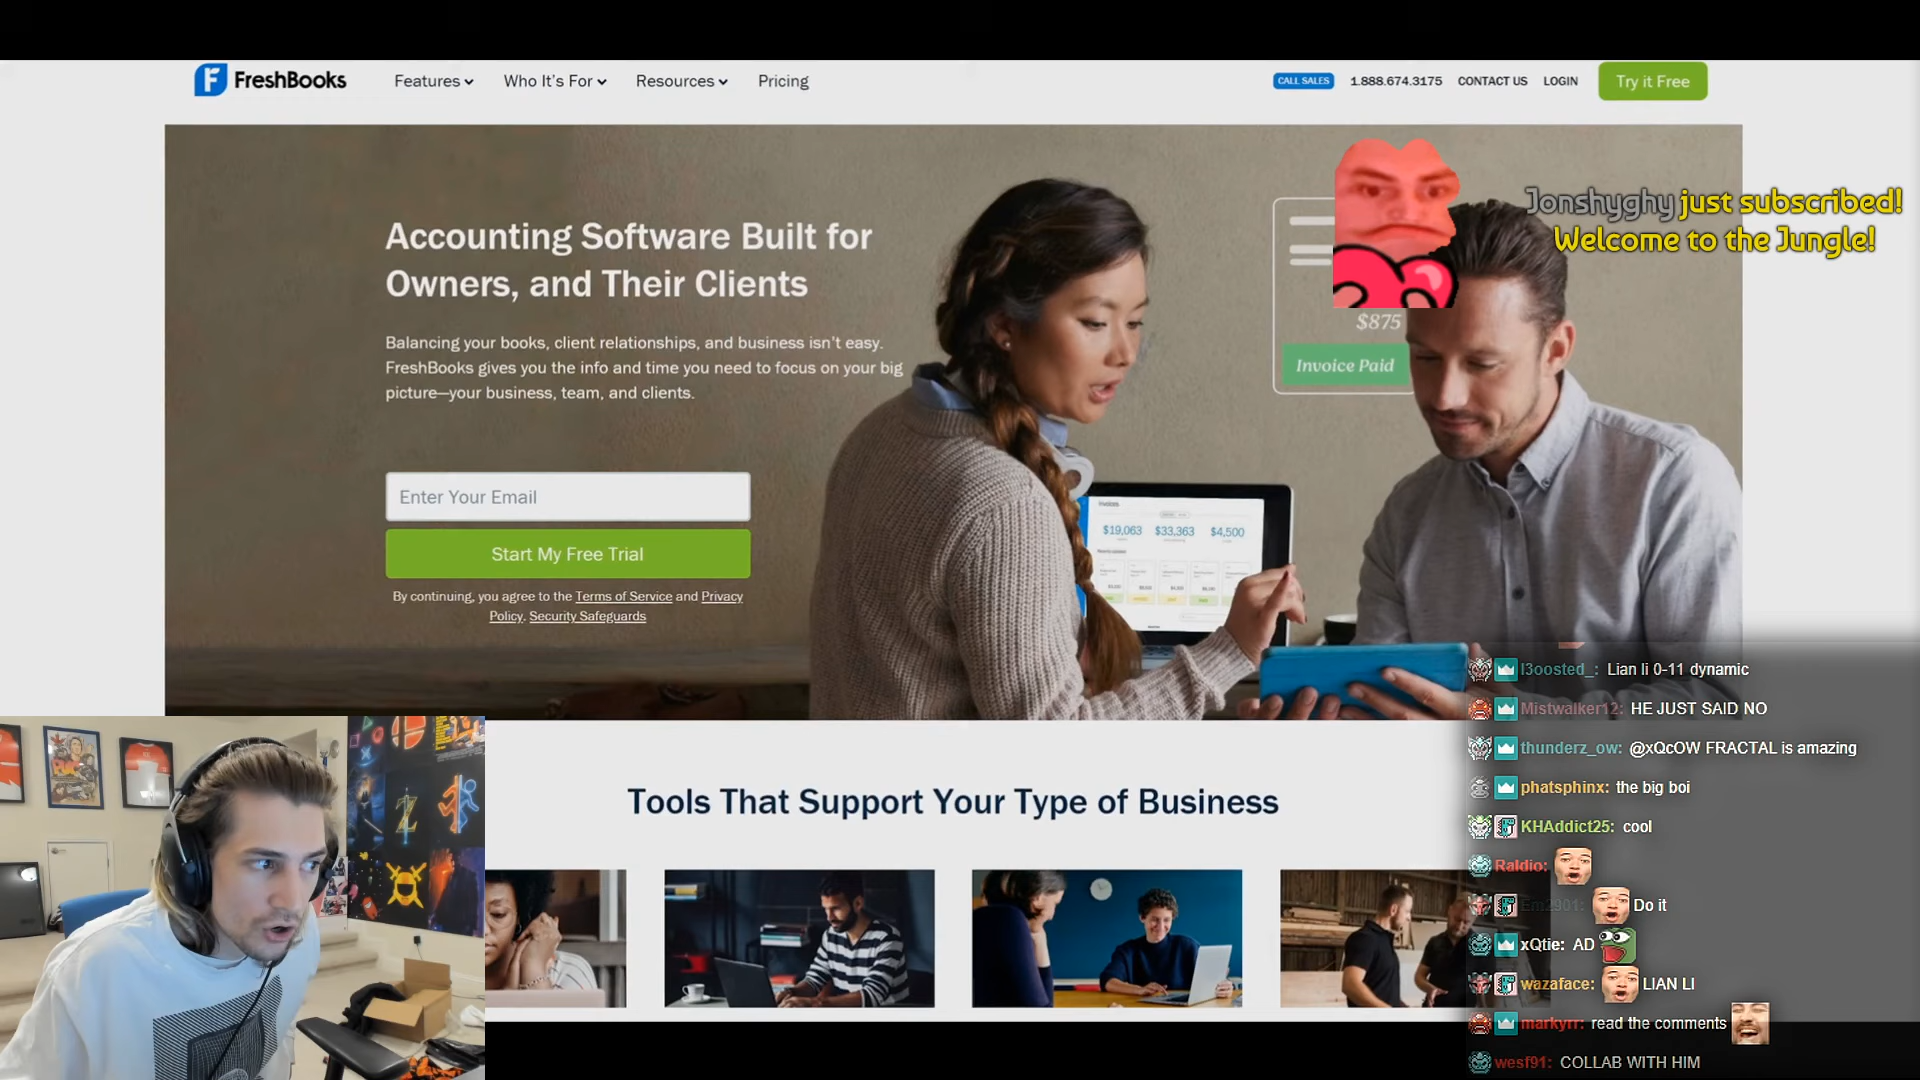 FreshBooks
Features
Who It's For
Resources
Pricing
CALL SALES
1.888.674.3175
CONTACT US
LOGIN
Try it Free
Jonshyghy just subscribed!
Welcome to the Jungle!
Accounting Software Built for
Owners, and Their Clients
Balancing your books, client relationships, and business isn't easy.
FreshBooks gives you the info and time you need to focus on your big
picture—your business, team, and clients.
$875
Invoice Paid
Enter Your Email
Start My Free Trial
By continuing, you agree to the Terms of Service and Privacy
Policy. Security Safeguards
Invoices
$19,063 $33,363 $4,500
Tools That Support Your Type of Business
l3oosted_: Lian li 0-11 dynamic
Mistwalker12: HE JUST SAID NO
thunderz_ow: @xQcOW FRACTAL is amazing
phatsphinx: the big boi
KHAddict25: cool
Raldio:
Em2901: Do it
xQtie: AD
wazaface: LIAN LI
markyrr: read the comments
wesf91: COLLAB WITH HIM